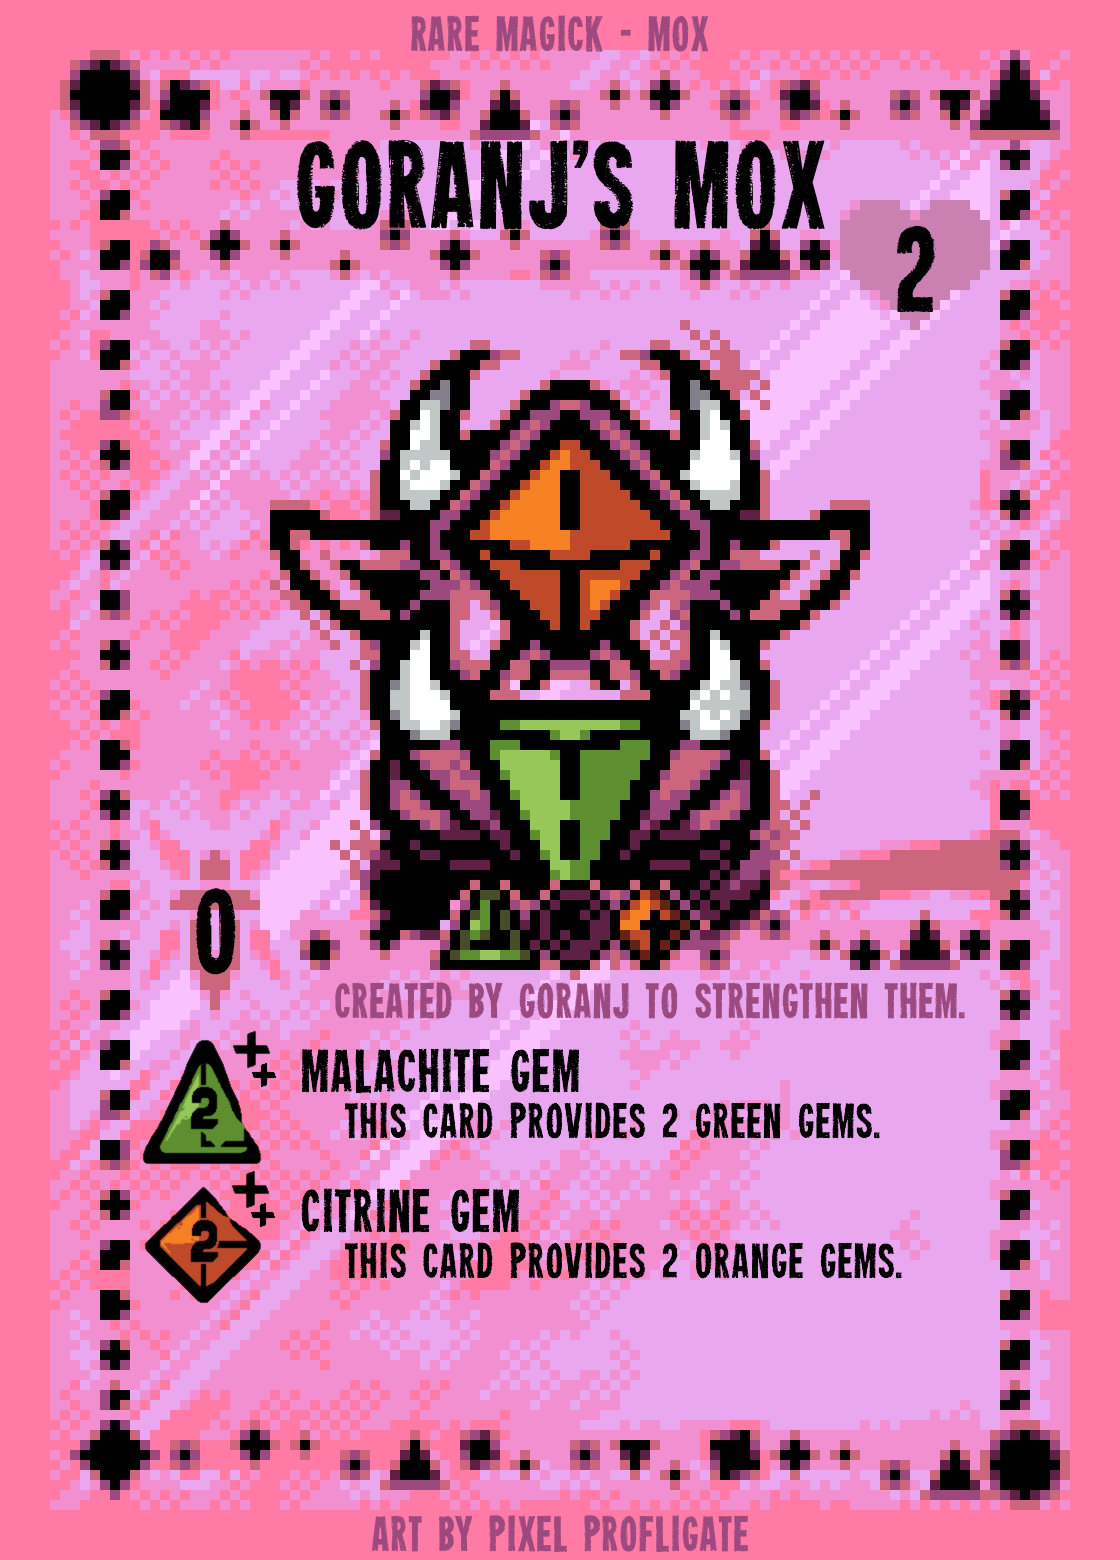 RARE MAGICK - MOX
GORANJ'S MOX
2
0
CREATED BY GORANJ TO STRENGTHEN THEM.
2
MALACHITE GEM
THIS CARD PROVIDES 2 GREEN GEMS.
2
CITRINE GEM
THIS CARD PROVIDES 2 ORANGE GEMS.
ART BY PIXEL PROFLIGATE